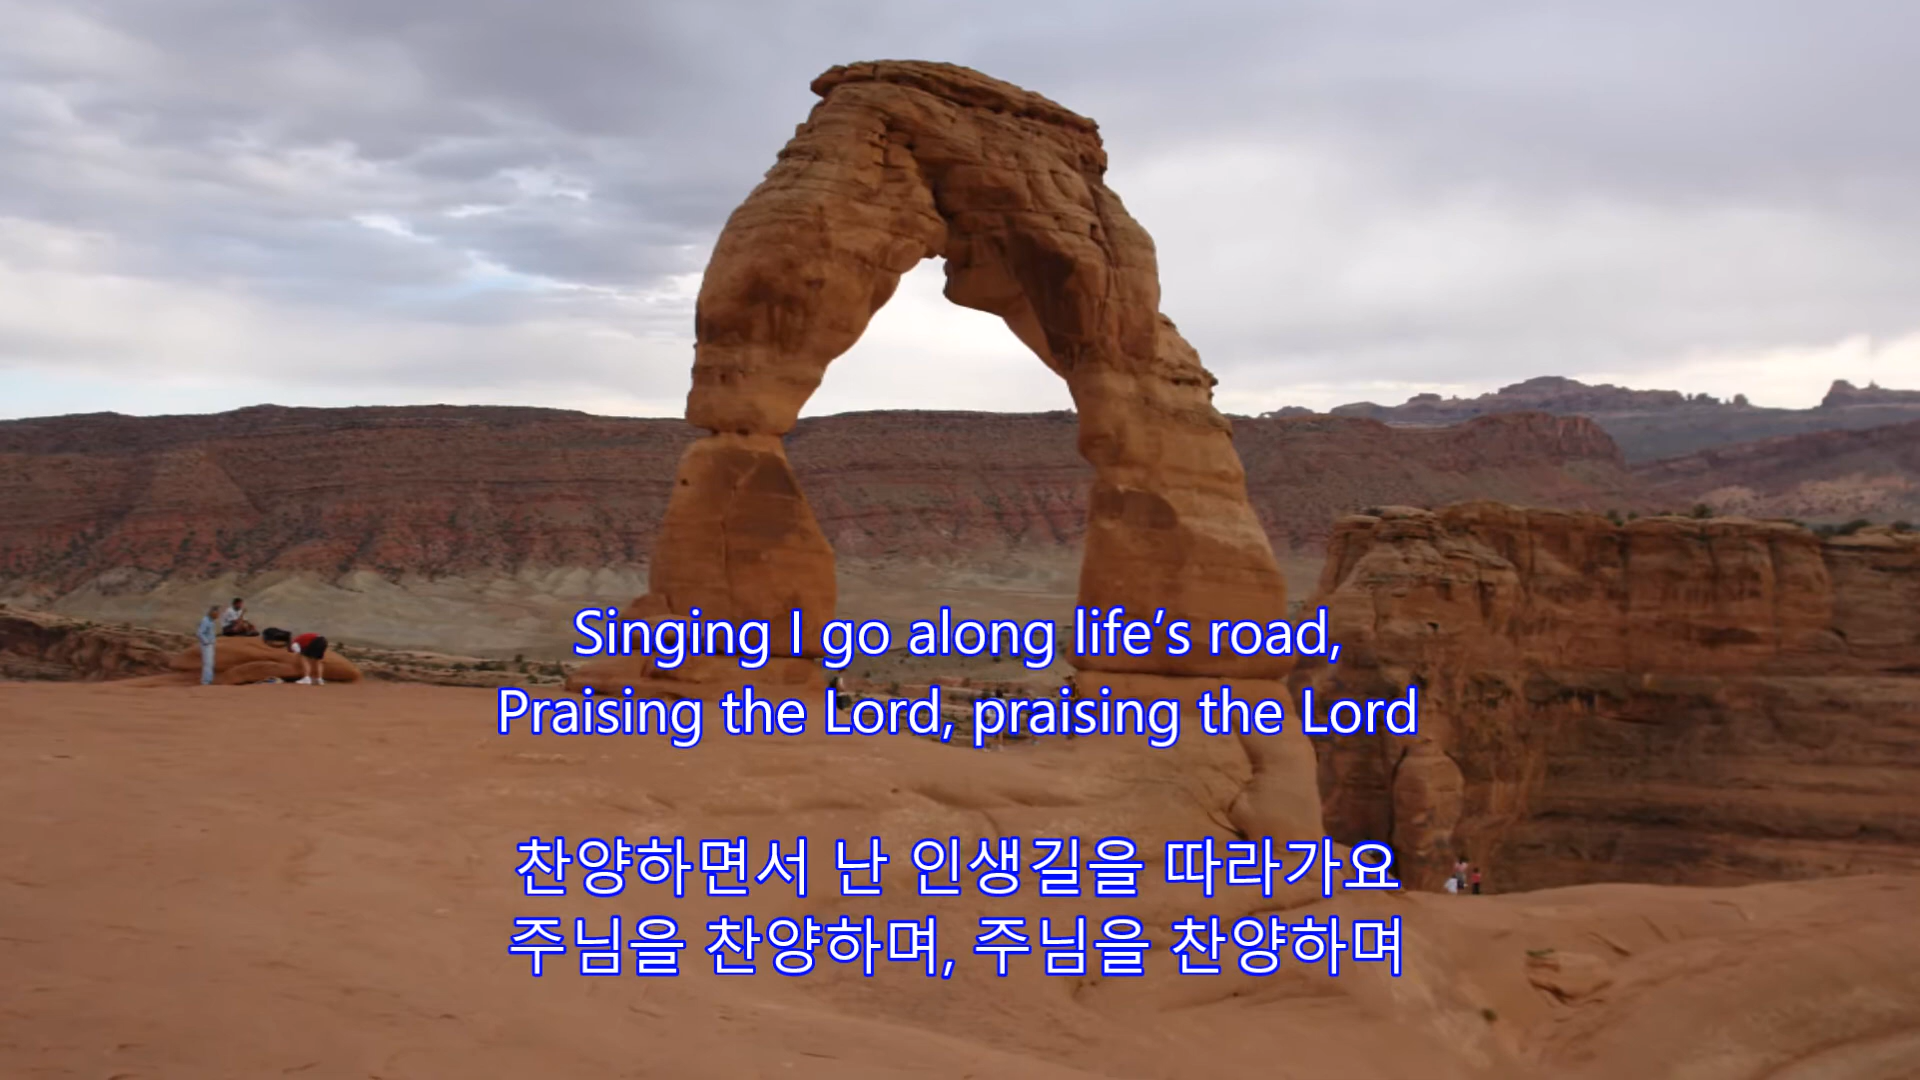 Singing I go along life’s road,
Praising the Lord, praising the Lord
찬양하면서 난 인생길을 따라가요
주님을 찬양하며, 주님을 찬양하며